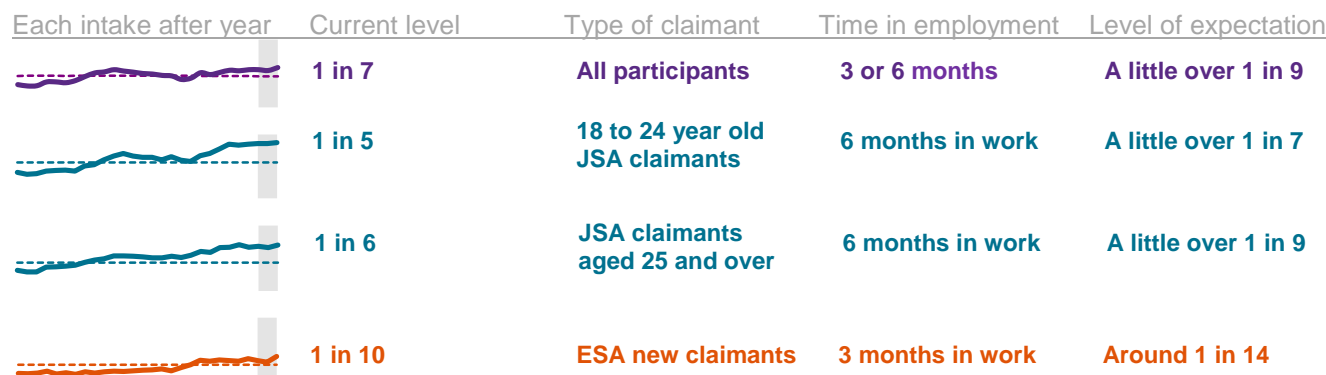 Each intake after year Current level Type of claimant Time in employment Level of expectation
1 in 7 All participants 3 or 6 months A little over 1 in 9
1 in 5 18 to 24 year old JSA claimants 6 months in work A little over 1 in 7
1 in 6 JSA claimants aged 25 and over 6 months in work A little over 1 in 9
1 in 10 ESA new claimants 3 months in work Around 1 in 14